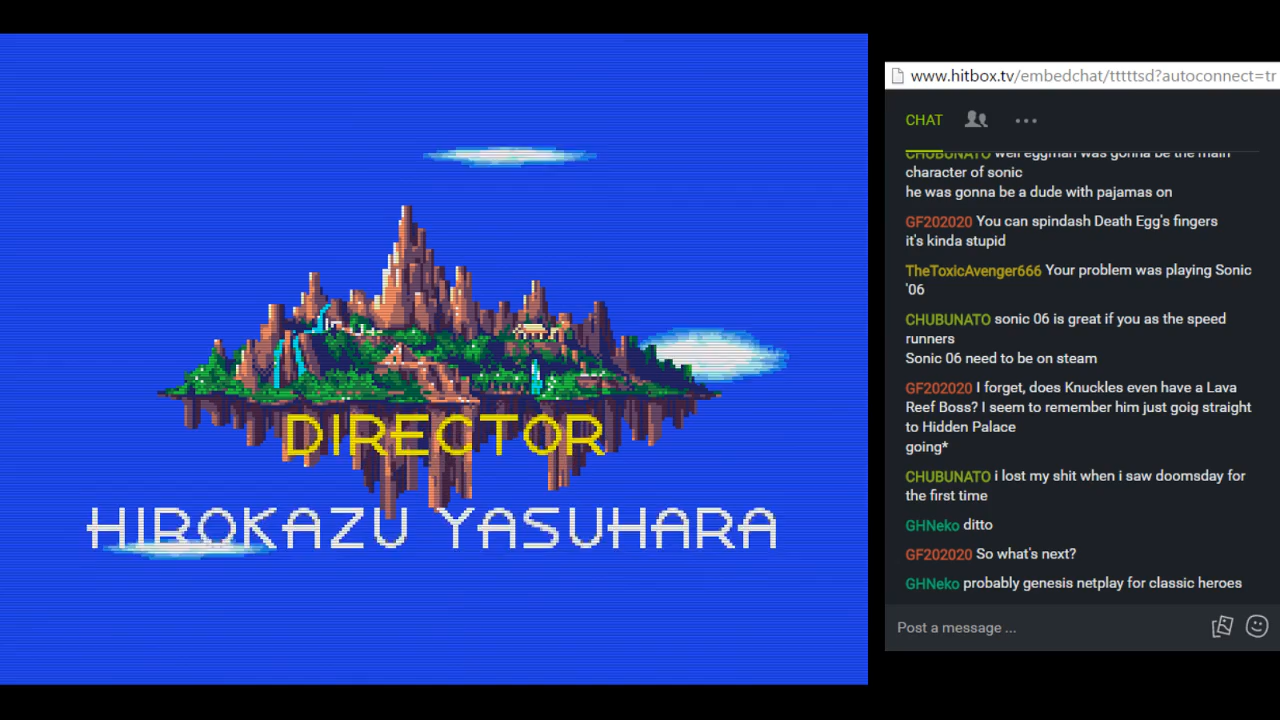 DIRECTOR
HIROKAZU YASUHARA
www.hitbox.tv/embedchat/tttttsd?autoconnect=tr
CHAT
CHUBUNATO well eggman was gonna be the main
character of sonic
he was gonna be a dude with pajamas on
GF202020 You can spindash Death Egg's fingers
it's kinda stupid
TheToxicAvenger666 Your problem was playing Sonic
'06
CHUBUNATO sonic 06 is great if you as the speed
runners
Sonic 06 need to be on steam
GF202020 I forget, does Knuckles even have a Lava
Reef Boss? I seem to remember him just goig straight
to Hidden Palace
going*
CHUBUNATO i lost my shit when i saw doomsday for
the first time
GHNeko ditto
GF202020 So what's next?
GHNeko probably genesis netplay for classic heroes
Post a message ...